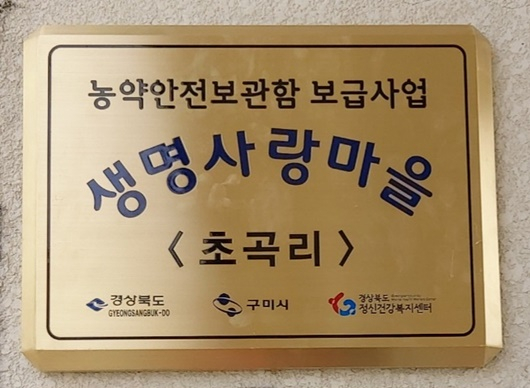 농약안전보관함 보급사업
생명사랑마을
〈 초곡리 〉
경상북도
GYEONGSANGBUK-DO
구미시
경상북도
정신건강복지센터